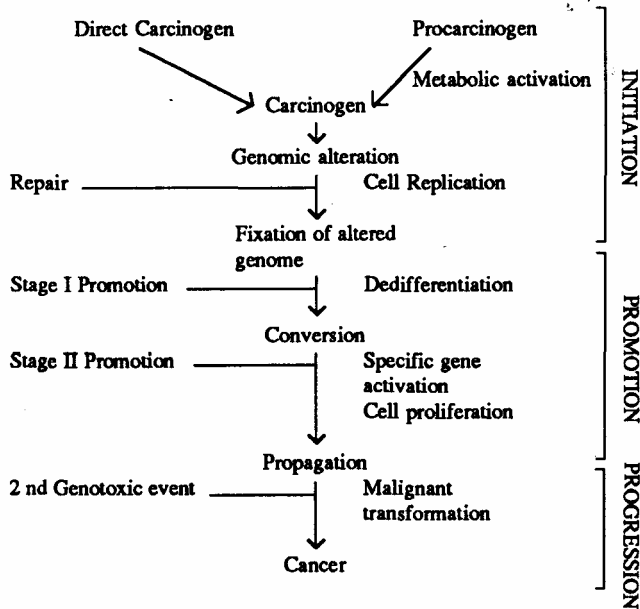 Direct Carcinogen
Procarcinogen
Metabolic activation
Carcinogen
Genomic alteration
Repair
Cell Replication
Fixation of altered
genome
INITIATION
Stage I Promotion
Dedifferentiation
Conversion
Stage II Promotion
Specific gene
activation
Cell proliferation
Propagation
PROMOTION
2 nd Genotoxic event
Malignant
transformation
Cancer
PROGRESSION